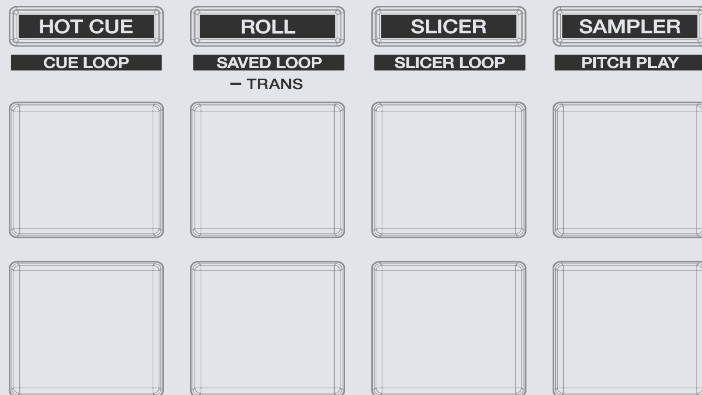 HOT CUE ROLL SLICER SAMPLER
CUE LOOP SAVED LOOP SLICER LOOP PITCH PLAY
– TRANS